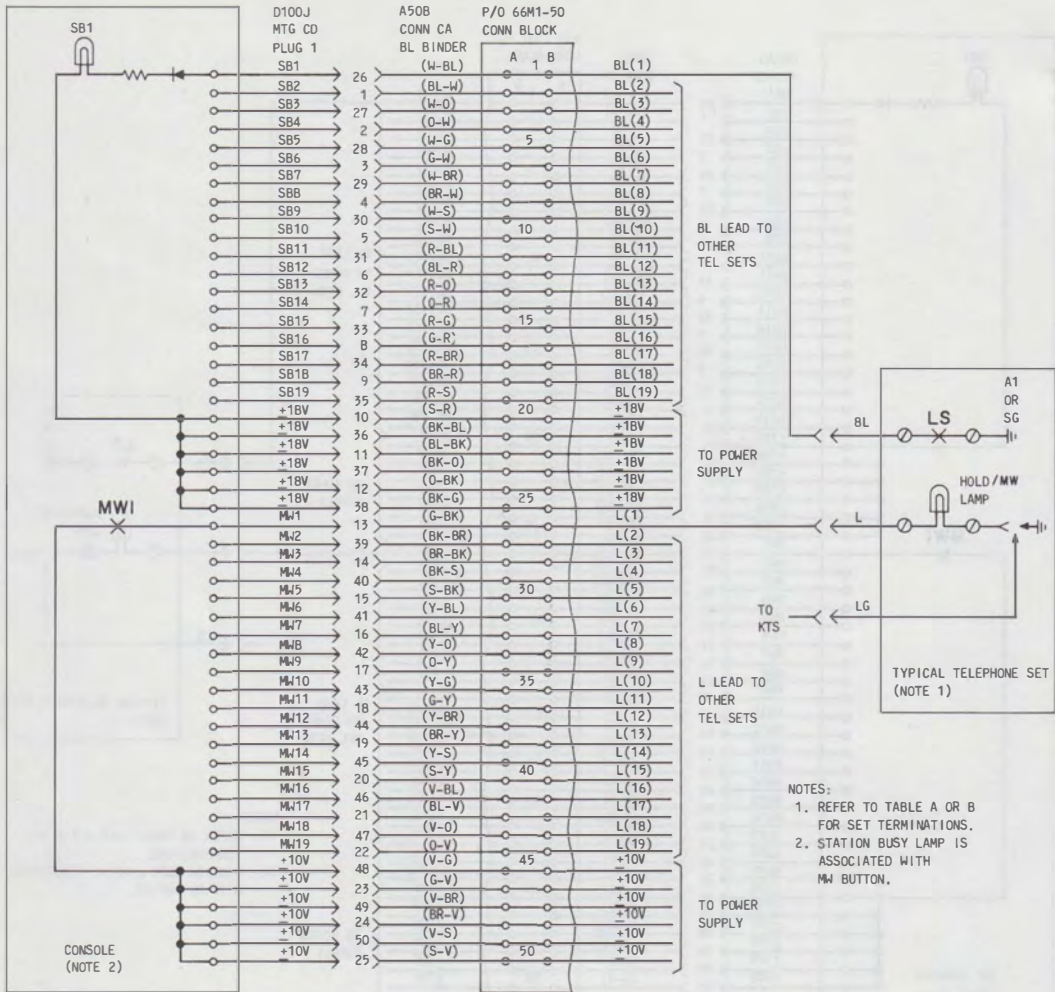 D100J A50B P/O 66M1-50
MTG CD CONN CA CONN BLOCK
PLUG 1 BL BINDER
SB1
A B
SB1 26 (W-BL) 1 BL(1)
SB2 1 (BL-W) BL(2)
SB3 27 (W-O) BL(3)
SB4 2 (O-W) BL(4)
SB5 28 (W-G) 5 BL(5)
SB6 3 (G-W) BL(6)
SB7 29 (W-BR) BL(7)
SB8 4 (BR-W) BL(8)
SB9 30 (W-S) BL(9)
SB10 5 (S-W) 10 BL(10)
SB11 31 (R-BL) BL(11)
SB12 6 (BL-R) BL(12)
SB13 32 (R-O) BL(13)
SB14 7 (O-R) BL(14)
SB15 33 (R-G) 15 BL(15)
SB16 8 (G-R) BL(16)
SB17 34 (R-BR) BL(17)
SB18 9 (BR-R) BL(18)
SB19 35 (R-S) BL(19)
BL LEAD TO
OTHER
TEL SETS
±18V 10 (S-R) 20 ±18V
±18V 36 (BK-BL) ±18V
±18V 11 (BL-BK) ±18V
±18V 37 (BK-O) ±18V
±18V 12 (O-BK) ±18V
±18V 38 (BK-G) 25 ±18V
TO POWER
SUPPLY
MWI
MW1 13 (G-BK) L(1)
MW2 39 (BK-BR) L(2)
MW3 14 (BR-BK) L(3)
MW4 40 (BK-S) L(4)
MW5 15 (S-BK) 30 L(5)
MW6 41 (Y-BL) L(6)
MW7 16 (BL-Y) L(7)
MW8 42 (Y-O) L(8)
MW9 17 (O-Y) L(9)
MW10 43 (Y-G) 35 L(10)
MW11 18 (G-Y) L(11)
MW12 44 (Y-BR) L(12)
MW13 19 (BR-Y) L(13)
MW14 45 (Y-S) L(14)
MW15 20 (S-Y) 40 L(15)
MW16 46 (V-BL) L(16)
MW17 21 (BL-V) L(17)
MW18 47 (V-O) L(18)
MW19 22 (O-V) L(19)
L LEAD TO
OTHER
TEL SETS
±10V 48 (V-G) 45 ±10V
±10V 23 (G-V) ±10V
±10V 49 (V-BR) ±10V
±10V 24 (BR-V) ±10V
±10V 50 (V-S) ±10V
±10V 25 (S-V) 50 ±10V
TO POWER
SUPPLY
CONSOLE
(NOTE 2)
A1
OR
SG
BL LS
HOLD/MW
LAMP
L
TO
KTS
LG
TYPICAL TELEPHONE SET
(NOTE 1)
NOTES:
1. REFER TO TABLE A OR B
FOR SET TERMINATIONS.
2. STATION BUSY LAMP IS
ASSOCIATED WITH
MW BUTTON.